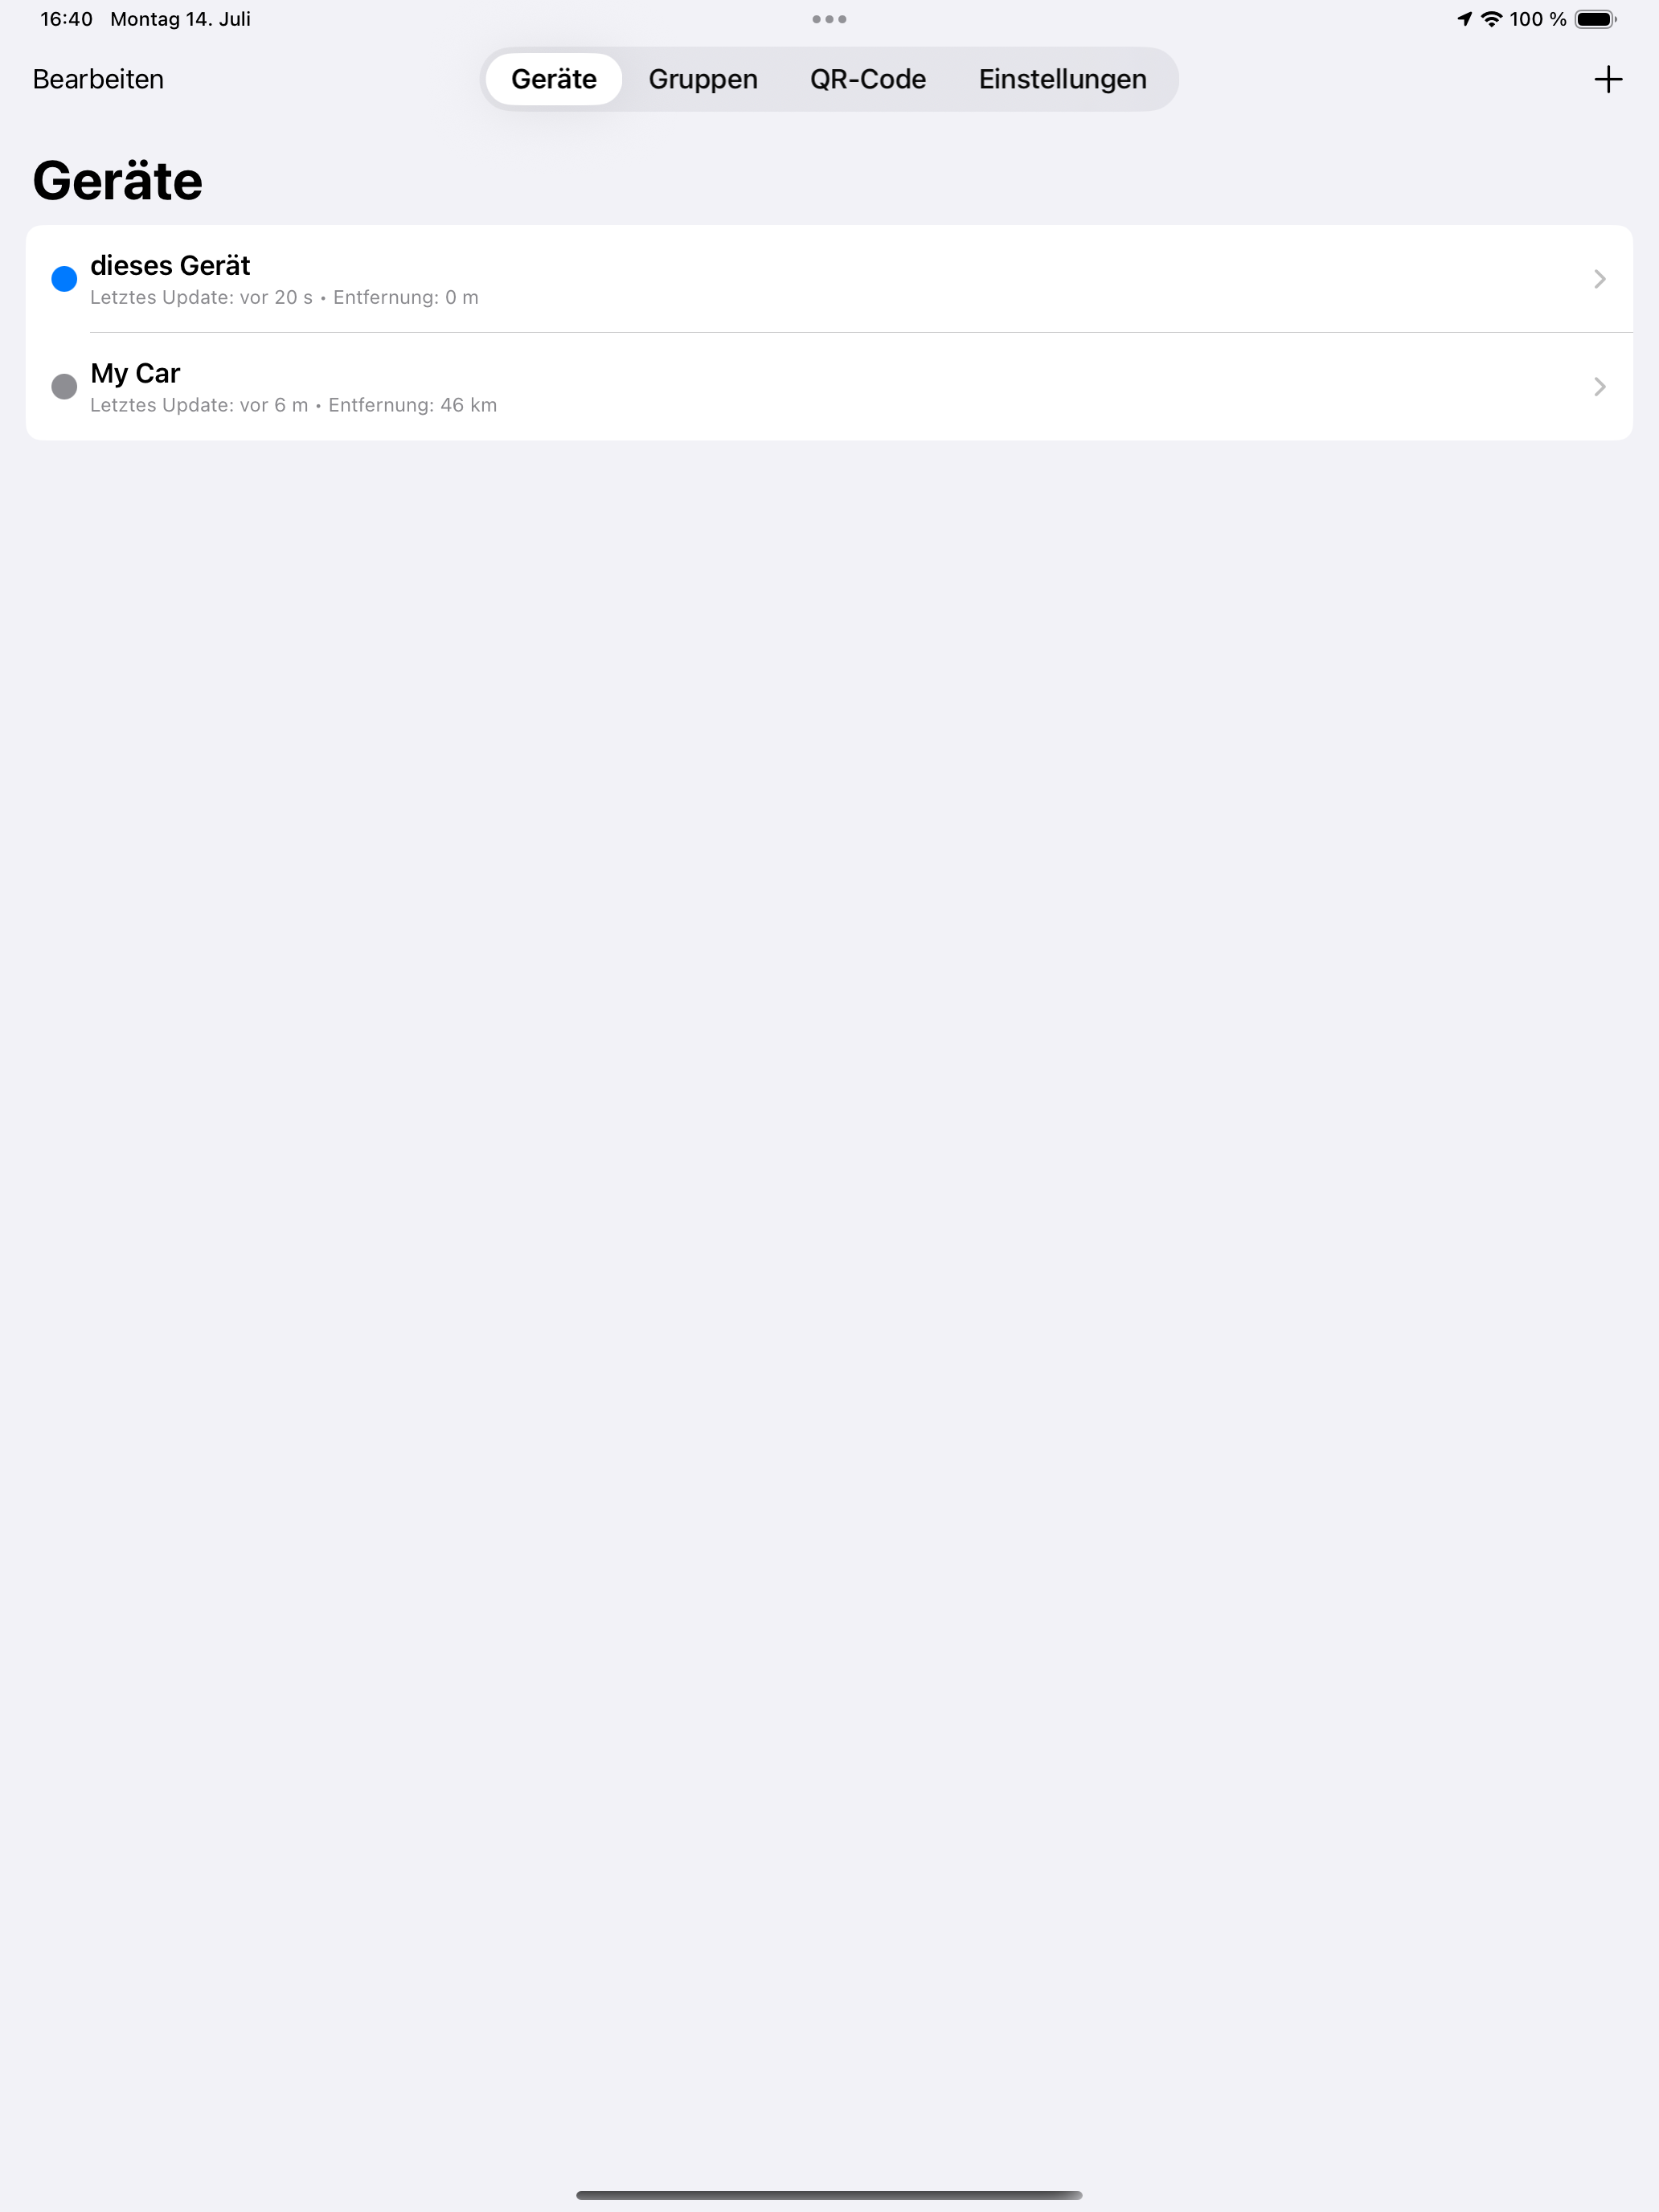 16:40 Montag 14. Juli 100 %
Bearbeiten Geräte Gruppen QR-Code Einstellungen
Geräte
dieses Gerät
Letztes Update: vor 20 s • Entfernung: 0 m
My Car
Letztes Update: vor 6 m • Entfernung: 46 km